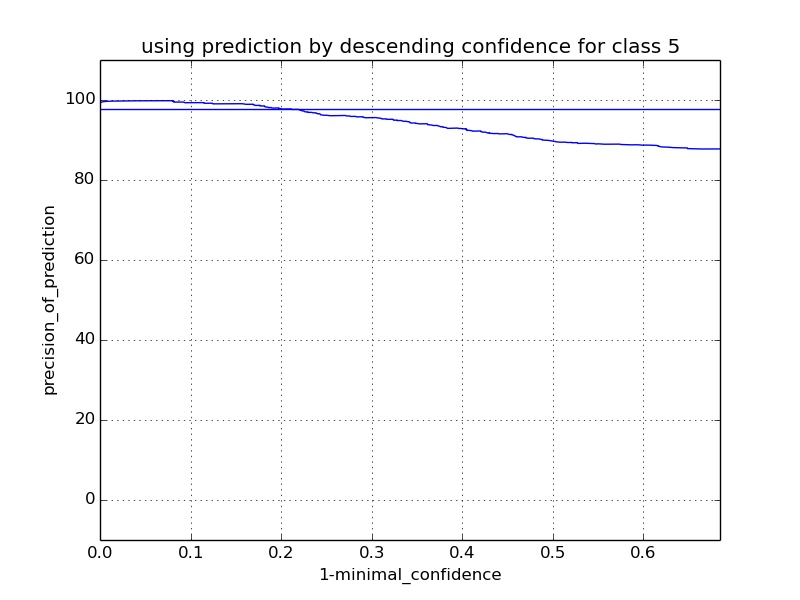 using prediction by descending confidence for class 5
100
80
60
40
20
0
precision_of_prediction
0.0 0.1 0.2 0.3 0.4 0.5 0.6
1-minimal_confidence